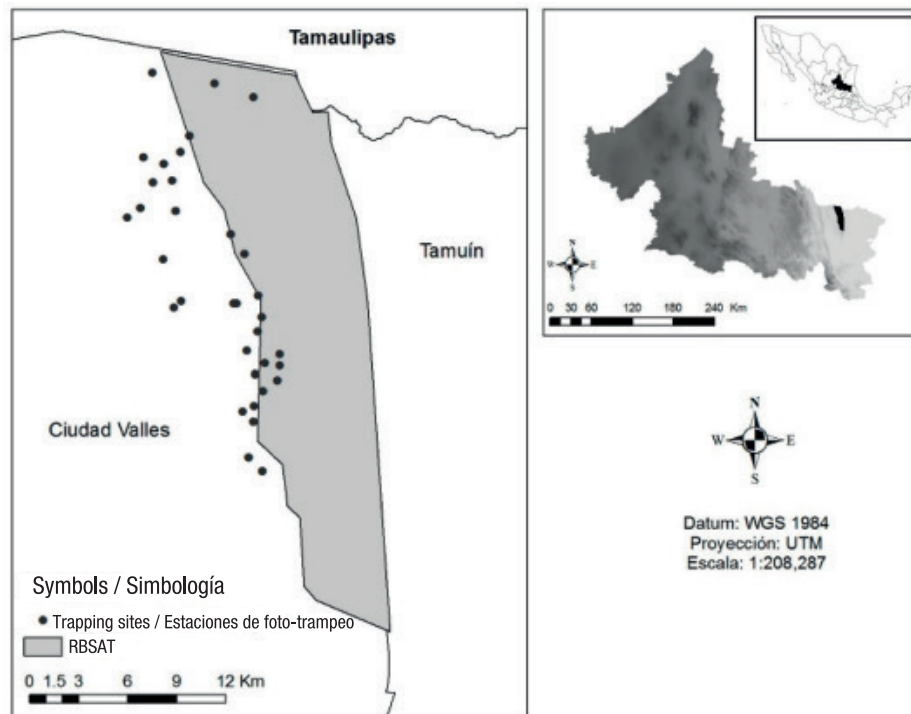 Tamaulipas
Tamuín
Ciudad Valles
Symbols / Simbología
Trapping sites / Estaciones de foto-trampeo
RBSAT
0 1.5 3 6 9 12 Km
N
W E
S
0 30 60 120 180 240 Km
N
W E
S
Datum: WGS 1984
Proyección: UTM
Escala: 1:208,287